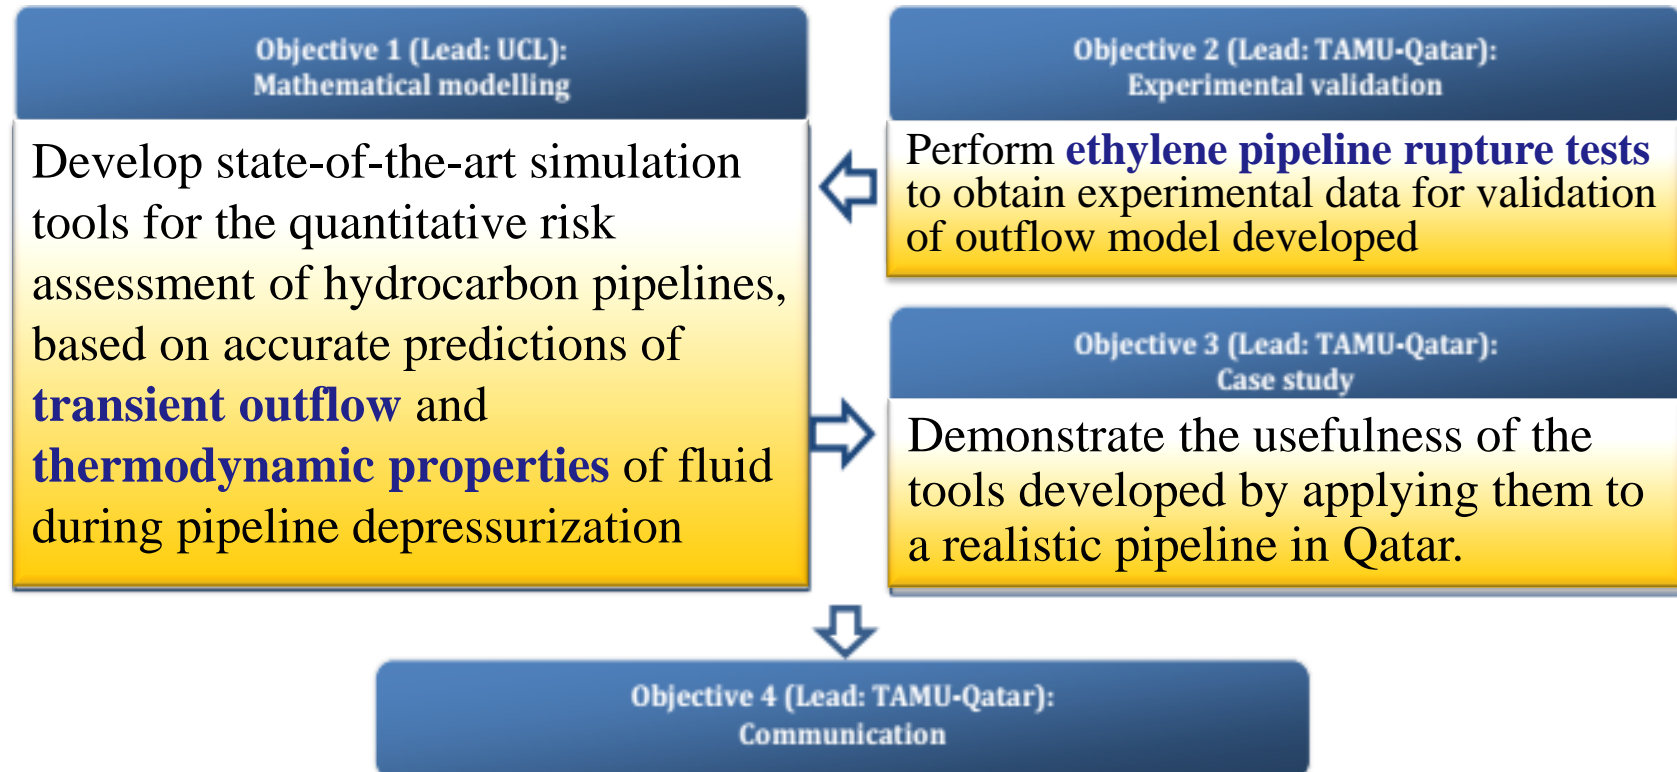 Objective 1 (Lead: UCL):
Mathematical modelling
Develop state-of-the-art simulation
tools for the quantitative risk
assessment of hydrocarbon pipelines,
based on accurate predictions of
transient outflow and
thermodynamic properties of fluid
during pipeline depressurization
Objective 2 (Lead: TAMU-Qatar):
Experimental validation
Perform ethylene pipeline rupture tests
to obtain experimental data for validation
of outflow model developed
Objective 3 (Lead: TAMU-Qatar):
Case study
Demonstrate the usefulness of the
tools developed by applying them to
a realistic pipeline in Qatar.
Objective 4 (Lead: TAMU-Qatar):
Communication